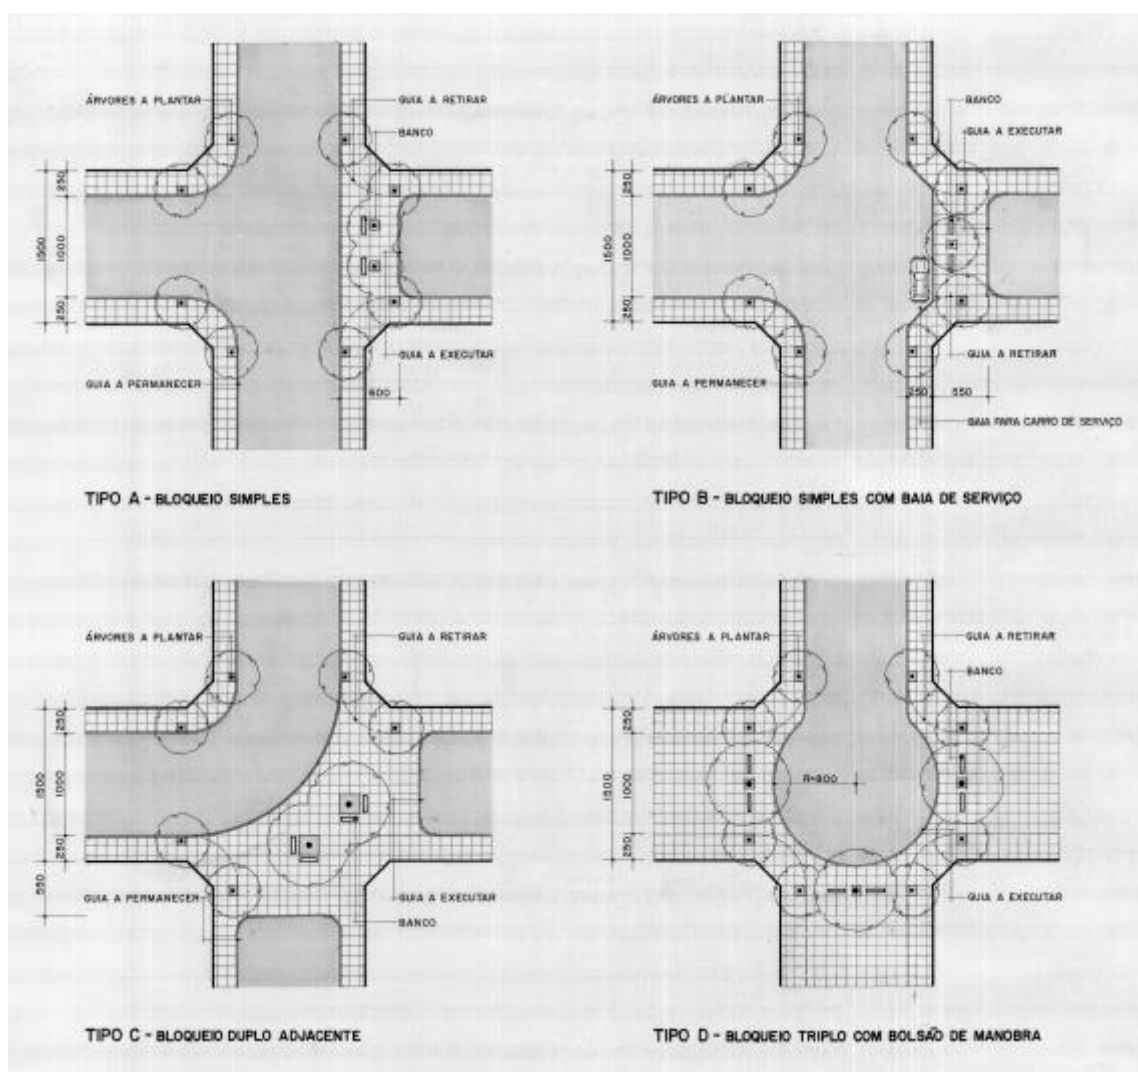 ÁRVORES A PLANTAR
GUIA A RETIRAR
BANCO
250
1500
1000
250
GUIA A EXECUTAR
GUIA A PERMANECER
600
TIPO A - BLOQUEIO SIMPLES
ÁRVORES A PLANTAR
BANCO
GUIA A EXECUTAR
250
1500
1000
250
GUIA A RETIRAR
GUIA A PERMANECER
250
550
BAIA PARA CARRO DE SERVIÇO
TIPO B - BLOQUEIO SIMPLES COM BAIA DE SERVIÇO
ÁRVORES A PLANTAR
GUIA A RETIRAR
250
1500
1000
250
550
GUIA A PERMANECER
GUIA A EXECUTAR
BANCO
TIPO C - BLOQUEIO DUPLO ADJACENTE
ÁRVORES A PLANTAR
GUIA A RETIRAR
BANCO
250
1500
1000
R=800
250
GUIA A EXECUTAR
TIPO D - BLOQUEIO TRIPLO COM BOLSÃO DE MANOBRA